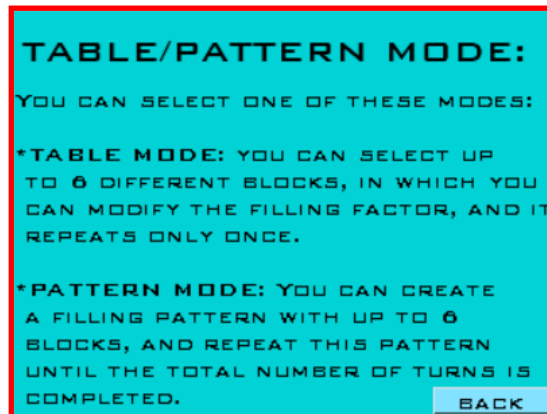 TABLE/PATTERN MODE:
YOU CAN SELECT ONE OF THESE MODES:
*TABLE MODE: YOU CAN SELECT UP
TO 6 DIFFERENT BLOCKS, IN WHICH YOU
CAN MODIFY THE FILLING FACTOR, AND IT
REPEATS ONLY ONCE.
*PATTERN MODE: YOU CAN CREATE
A FILLING PATTERN WITH UP TO 6
BLOCKS, AND REPEAT THIS PATTERN
UNTIL THE TOTAL NUMBER OF TURNS IS
COMPLETED.
BACK